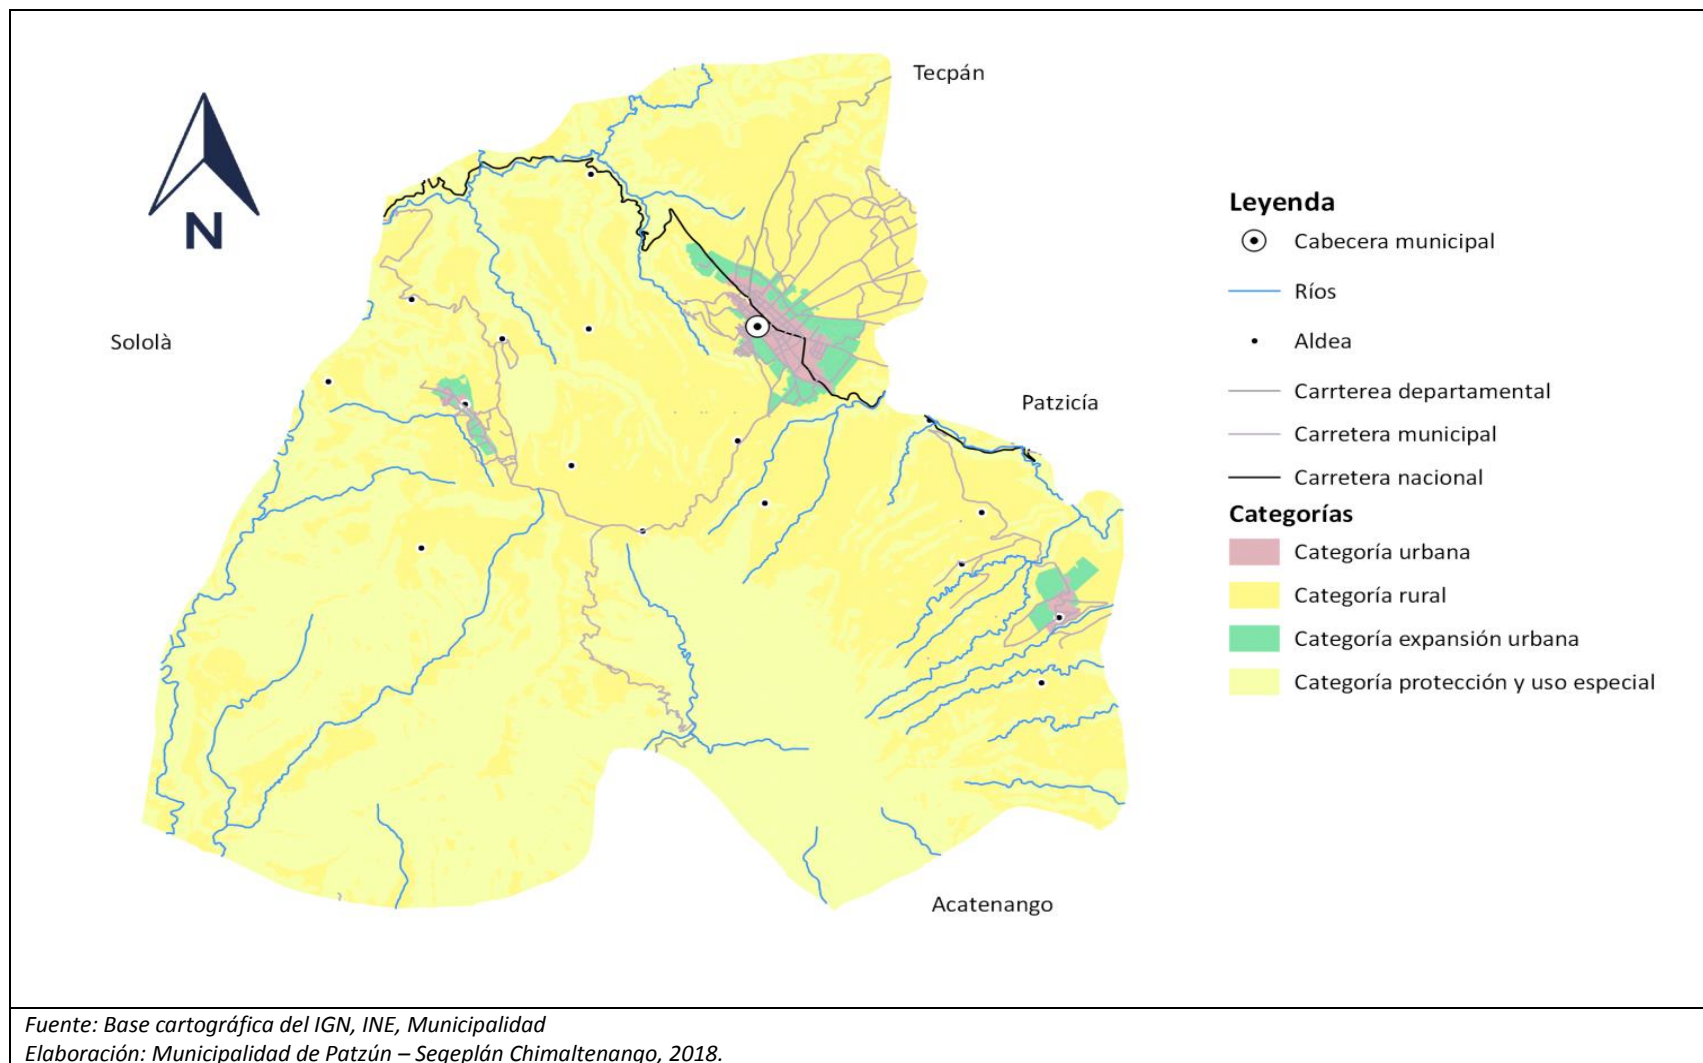 Tecpán
N
Sololà
Patzicía
Acatenango
Leyenda
Cabecera municipal
Ríos
Aldea
Carrterea departamental
Carretera municipal
Carretera nacional
Categorías
Categoría urbana
Categoría rural
Categoría expansión urbana
Categoría protección y uso especial
Fuente: Base cartográfica del IGN, INE, Municipalidad
Elaboración: Municipalidad de Patzún – Segeplán Chimaltenango, 2018.